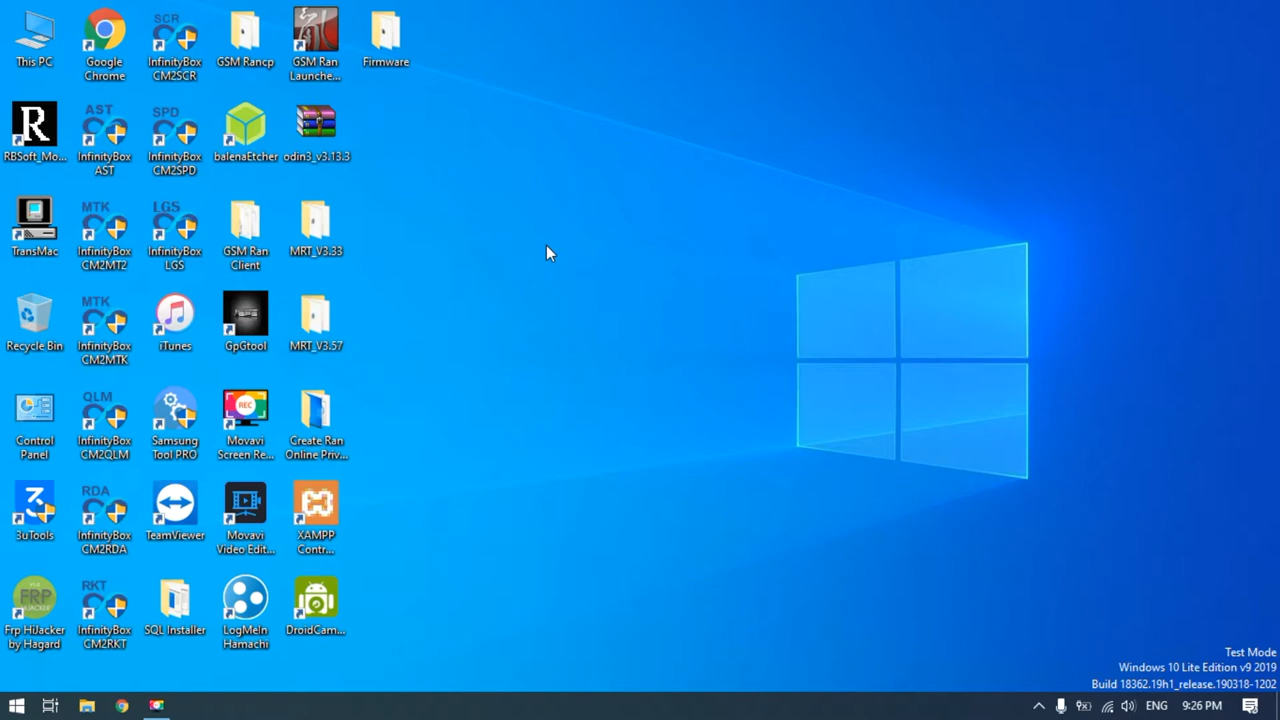 This PC
Google
Chrome
SCR
InfinityBox
CM2SCR
GSM Rancp
GSM Ran
Launche...
Firmware
R
RBSoft_Mo...
AST
InfinityBox
AST
SPD
InfinityBox
CM2SPD
balenaEtcher
odin3_v3.13.3
TransMac
MTK
InfinityBox
CM2MT2
LGS
InfinityBox
LGS
GSM Ran
Client
MRT_V3.33
Recycle Bin
MTK
InfinityBox
CM2MTK
iTunes
GpGtool
MRT_V3.57
Control
Panel
QLM
InfinityBox
CM2QLM
Samsung
Tool PRO
REC
Movavi
Screen Re...
Create Ran
Online Priv...
3uTools
RDA
InfinityBox
CM2RDA
TeamViewer
Movavi
Video Edit...
XAMPP
Contr...
FRP
Frp HiJacker
by Hagard
RKT
InfinityBox
CM2RKT
SQL Installer
LogMeIn
Hamachi
DroidCam...
Test Mode
Windows 10 Lite Edition v9 2019
Build 18362.19h1_release.190318-1202
ENG
9:26 PM